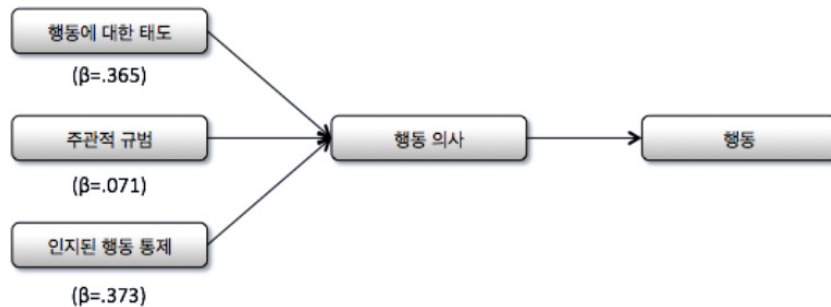 행동에 대한 태도
(β=.365)
주관적 규범
행동 의사
행동
(β=.071)
인지된 행동 통제
(β=.373)